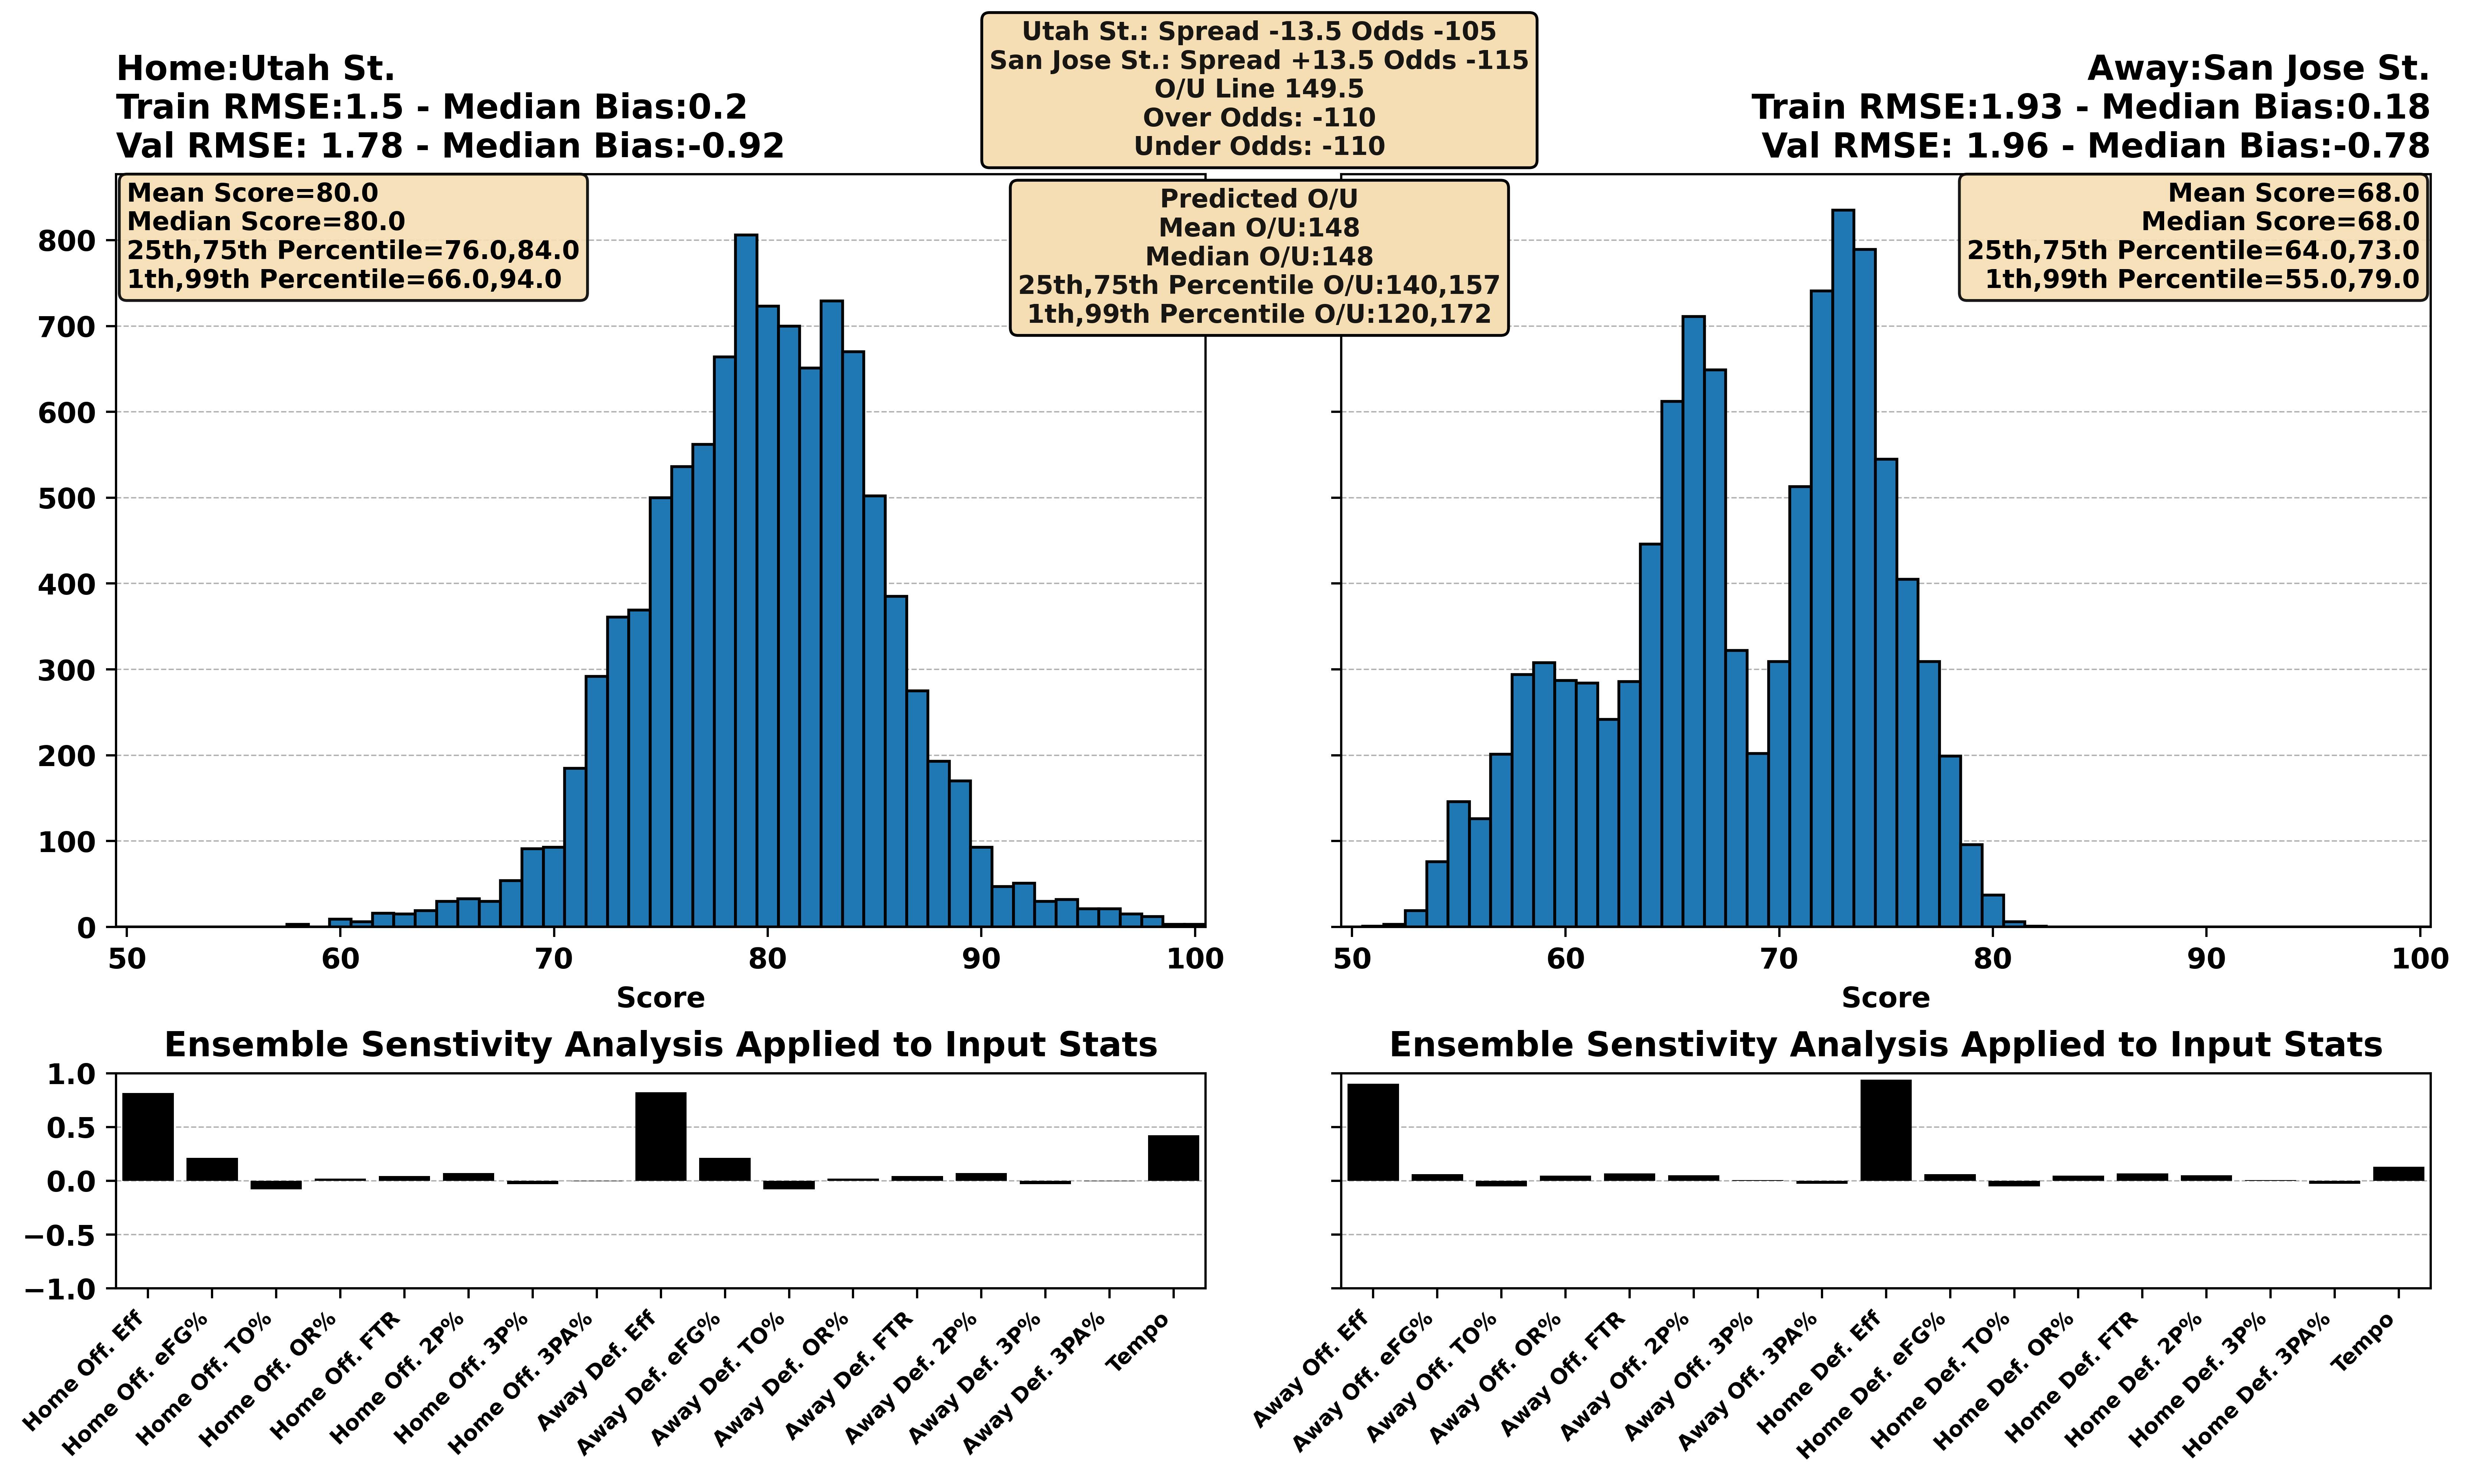 Utah St.: Spread -13.5 Odds -105
San Jose St.: Spread +13.5 Odds -115
O/U Line 149.5
Over Odds: -110
Under Odds: -110
Home:Utah St.
Train RMSE:1.5 - Median Bias:0.2
Val RMSE: 1.78 - Median Bias:-0.92
Away:San Jose St.
Train RMSE:1.93 - Median Bias:0.18
Val RMSE: 1.96 - Median Bias:-0.78
Mean Score=80.0
Median Score=80.0
25th,75th Percentile=76.0,84.0
1th,99th Percentile=66.0,94.0
Predicted O/U
Mean O/U:148
Median O/U:148
25th,75th Percentile O/U:140,157
1th,99th Percentile O/U:120,172
Mean Score=68.0
Median Score=68.0
25th,75th Percentile=64.0,73.0
1th,99th Percentile=55.0,79.0
800
700
600
500
400
300
200
100
0
50 60 70 80 90 100
Score
50 60 70 80 90 100
Score
Ensemble Senstivity Analysis Applied to Input Stats
Ensemble Senstivity Analysis Applied to Input Stats
1.0
0.5
0.0
−0.5
−1.0
Home Off. Eff
Home Off. eFG%
Home Off. TO%
Home Off. OR%
Home Off. FTR
Home Off. 2P%
Home Off. 3P%
Home Off. 3PA%
Away Def. Eff
Away Def. eFG%
Away Def. TO%
Away Def. OR%
Away Def. FTR
Away Def. 2P%
Away Def. 3P%
Away Def. 3PA%
Tempo
Away Off. Eff
Away Off. eFG%
Away Off. TO%
Away Off. OR%
Away Off. FTR
Away Off. 2P%
Away Off. 3P%
Away Off. 3PA%
Home Def. Eff
Home Def. eFG%
Home Def. TO%
Home Def. OR%
Home Def. FTR
Home Def. 2P%
Home Def. 3P%
Home Def. 3PA%
Tempo